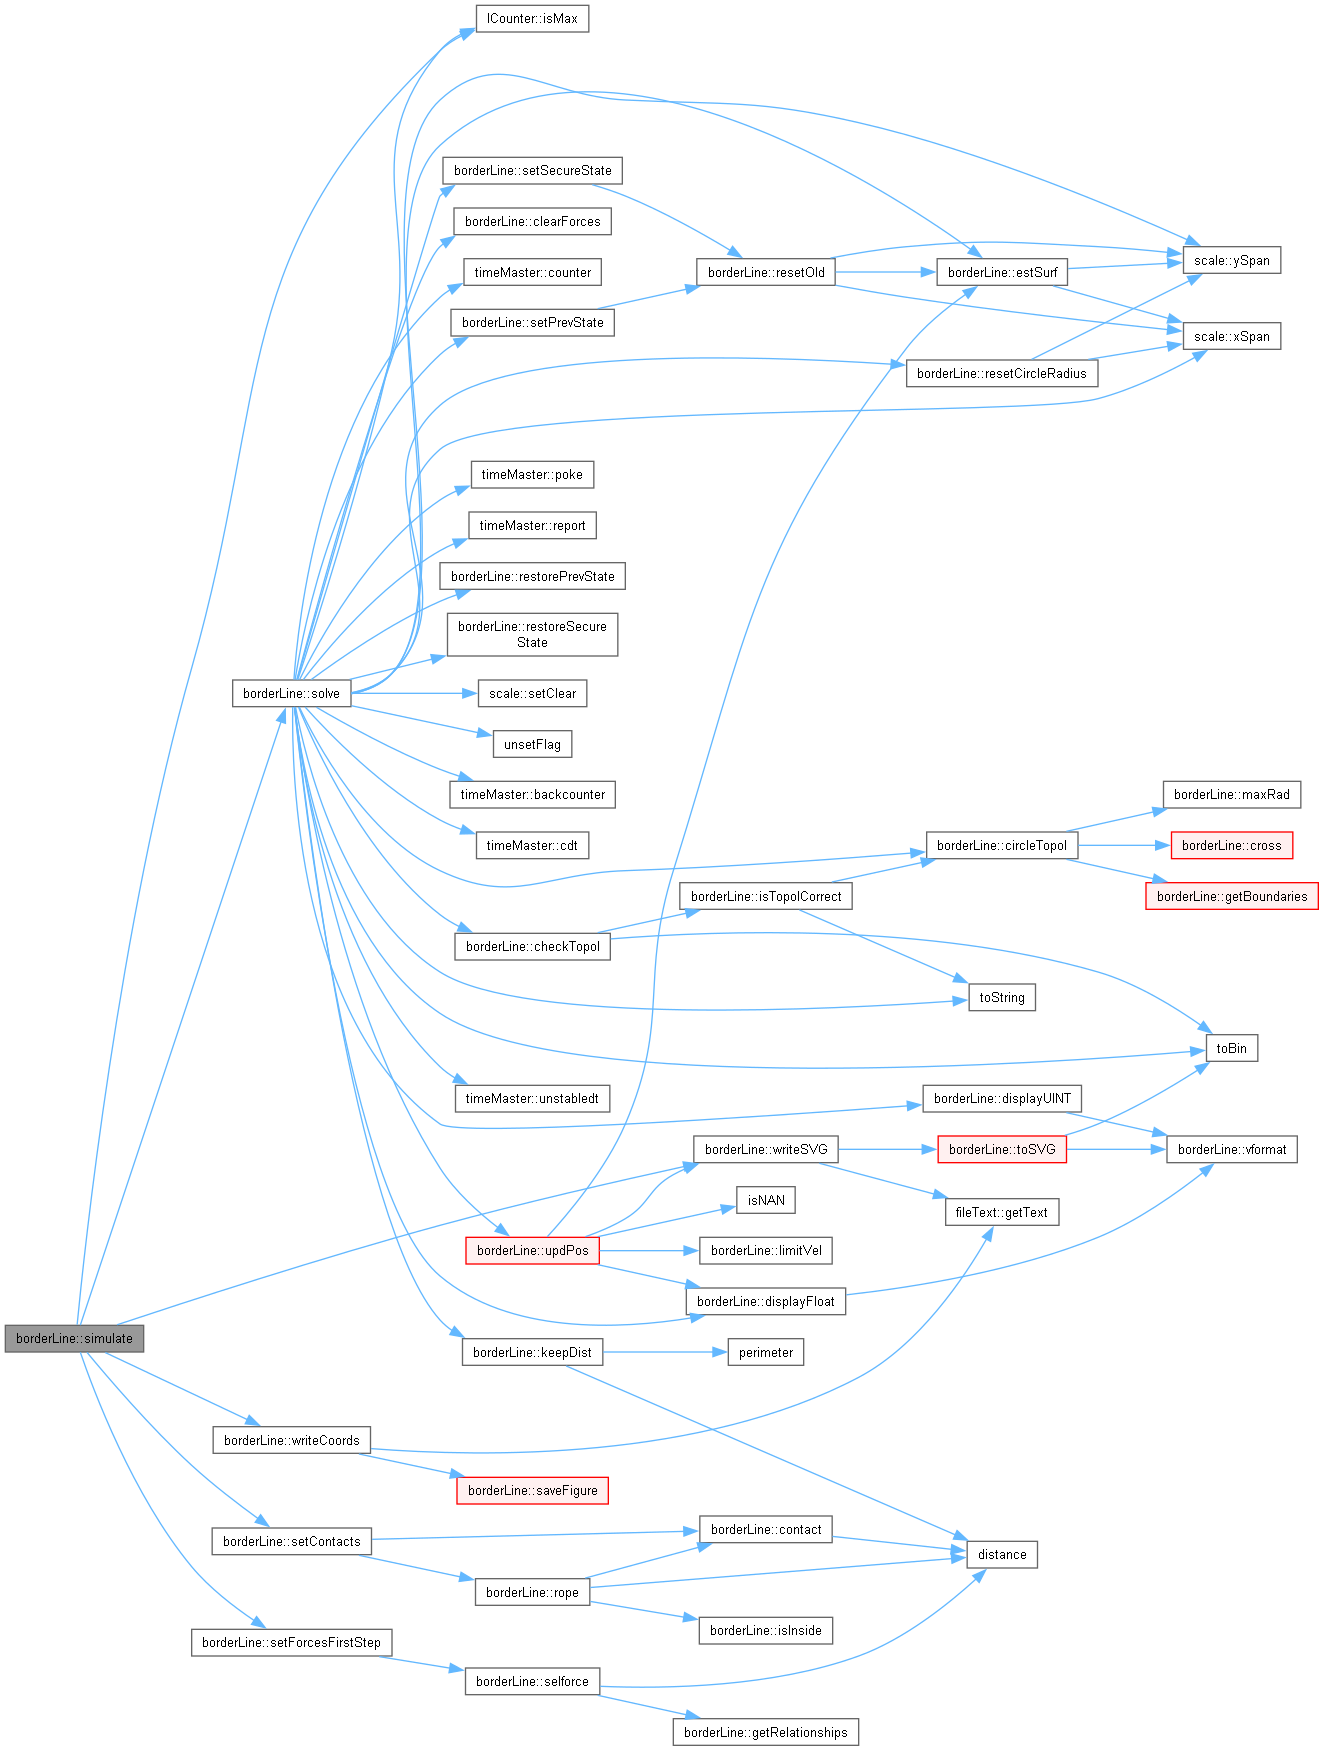 lCounter::isMax
borderLine::setSecureState
borderLine::clearForces
scale::ySpan
timeMaster::counter
borderLine::resetOld
borderLine::estSurf
borderLine::setPrevState
scale::xSpan
borderLine::resetCircleRadius
timeMaster::poke
timeMaster::report
borderLine::restorePrevState
borderLine::restoreSecure
State
borderLine::solve
scale::setClear
unsetFlag
timeMaster::backcounter
borderLine::maxRad
timeMaster::cdt
borderLine::circleTopol
borderLine::cross
borderLine::isTopolCorrect
borderLine::getBoundaries
borderLine::checkTopol
toString
toBin
timeMaster::unstabledt
borderLine::displayUINT
borderLine::writeSVG
borderLine::toSVG
borderLine::vformat
isNAN
fileText::getText
borderLine::updPos
borderLine::limitVel
borderLine::displayFloat
borderLine::simulate
borderLine::keepDist
perimeter
borderLine::writeCoords
borderLine::saveFigure
borderLine::contact
borderLine::setContacts
distance
borderLine::rope
borderLine::isInside
borderLine::setForcesFirstStep
borderLine::selforce
borderLine::getRelationships